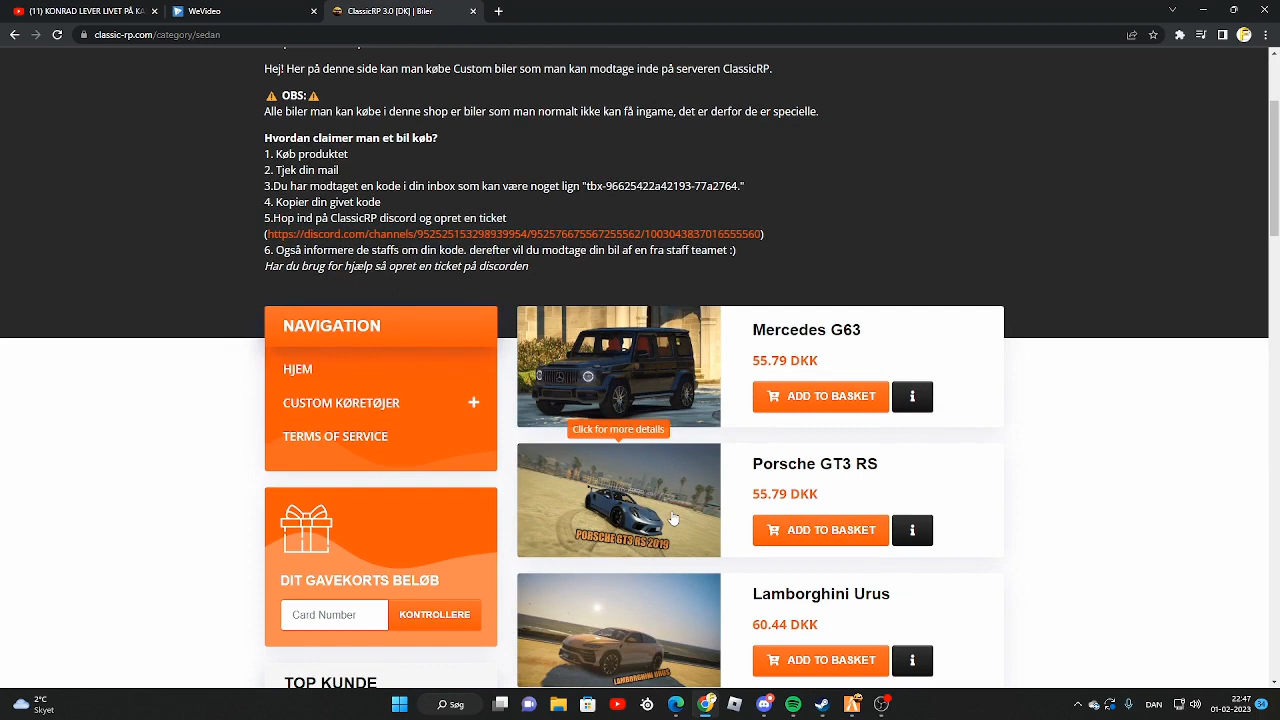 (11) KONRAD LEVER LIVET PÅ KA
WeVideo
ClassicRP 3.0 [DK] | Biler
classic-rp.com/category/sedan
Hej! Her på denne side kan man købe Custom biler som man kan modtage inde på serveren ClassicRP.
⚠ OBS:⚠
Alle biler man kan købe i denne shop er biler som man normalt ikke kan få ingame, det er derfor de er specielle.
Hvordan claimer man et bil køb?
1. Køb produktet
2. Tjek din mail
3.Du har modtaget en kode i din inbox som kan være noget lign "tbx-96625422a42193-77a2764."
4. Kopier din givet kode
5.Hop ind på ClassicRP discord og opret en ticket
(https://discord.com/channels/952525153298939954/952576675567255562/1003043837016555560)
6. Også informere de staffs om din kode. derefter vil du modtage din bil af en fra staff teamet :)
Har du brug for hjælp så opret en ticket på discorden
NAVIGATION
HJEM
CUSTOM KØRETØJER
TERMS OF SERVICE
DIT GAVEKORTS BELØB
Card Number
KONTROLLERE
TOP KUNDE
Mercedes G63
55.79 DKK
ADD TO BASKET
Click for more details
PORSCHE GT3 RS 2019
Porsche GT3 RS
55.79 DKK
ADD TO BASKET
LAMBORGHINI URUS
Lamborghini Urus
60.44 DKK
ADD TO BASKET
2°C
Skyet
Søg
DAN
22:47
01-02-2023